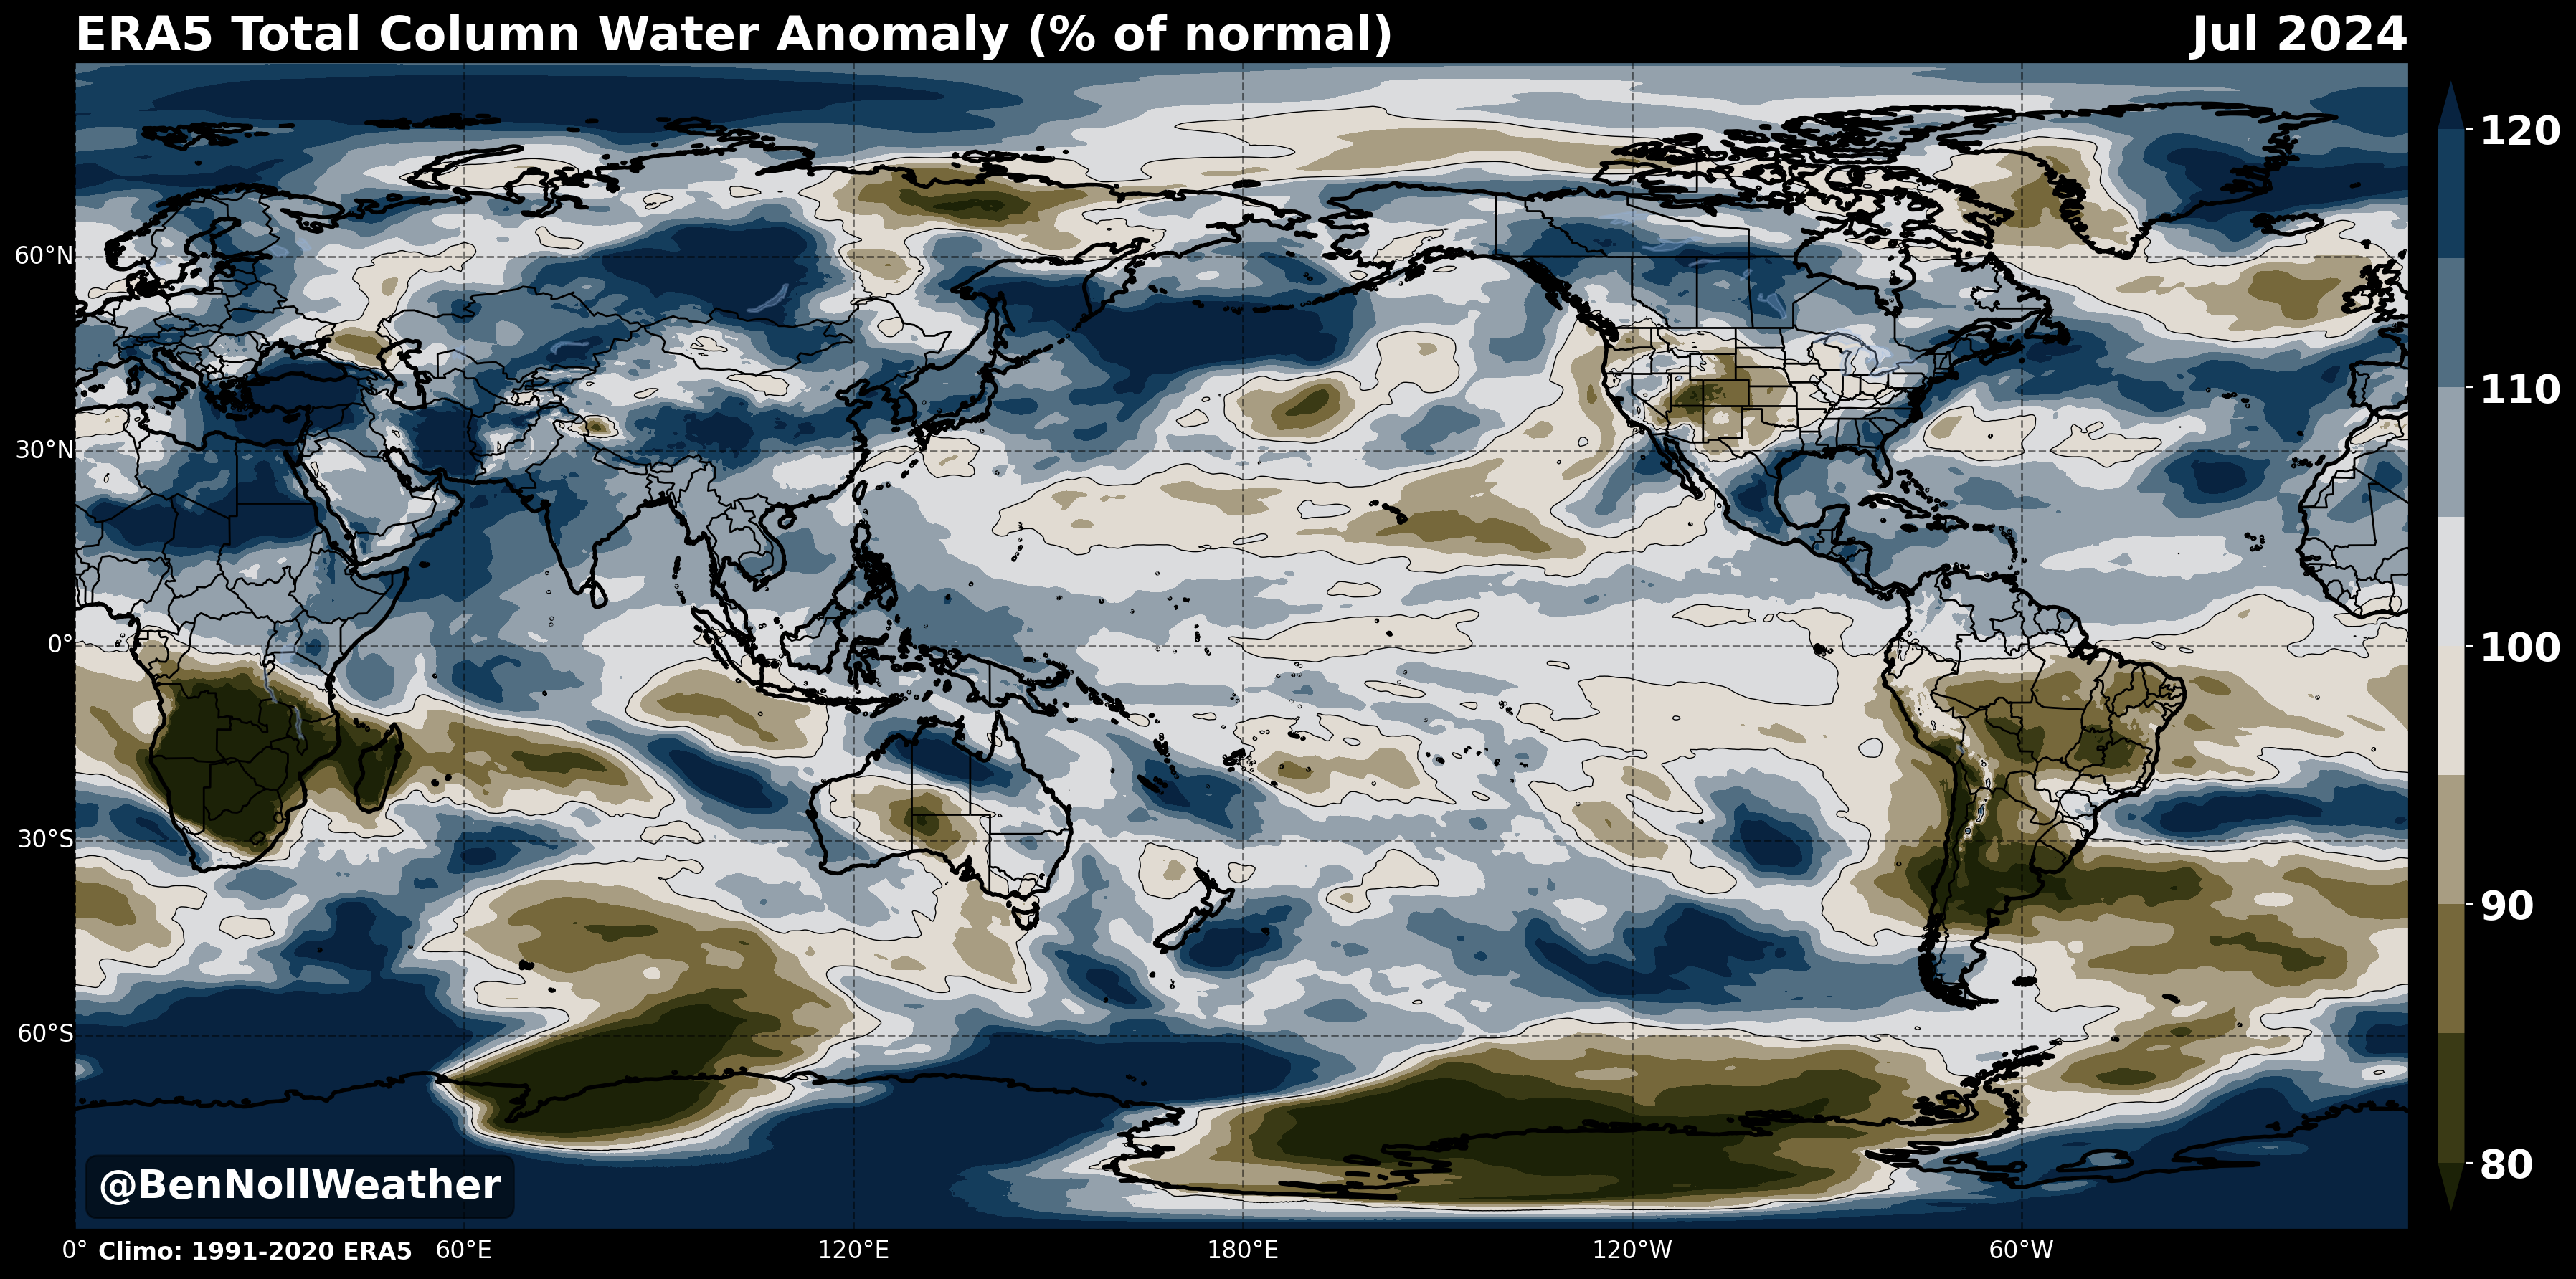 ERA5 Total Column Water Anomaly (% of normal)
Jul 2024
120
110
100
90
80
60°N
30°N
0°
30°S
60°S
@BenNollWeather
0°
Climo: 1991-2020 ERA5
60°E
120°E
180°E
120°W
60°W